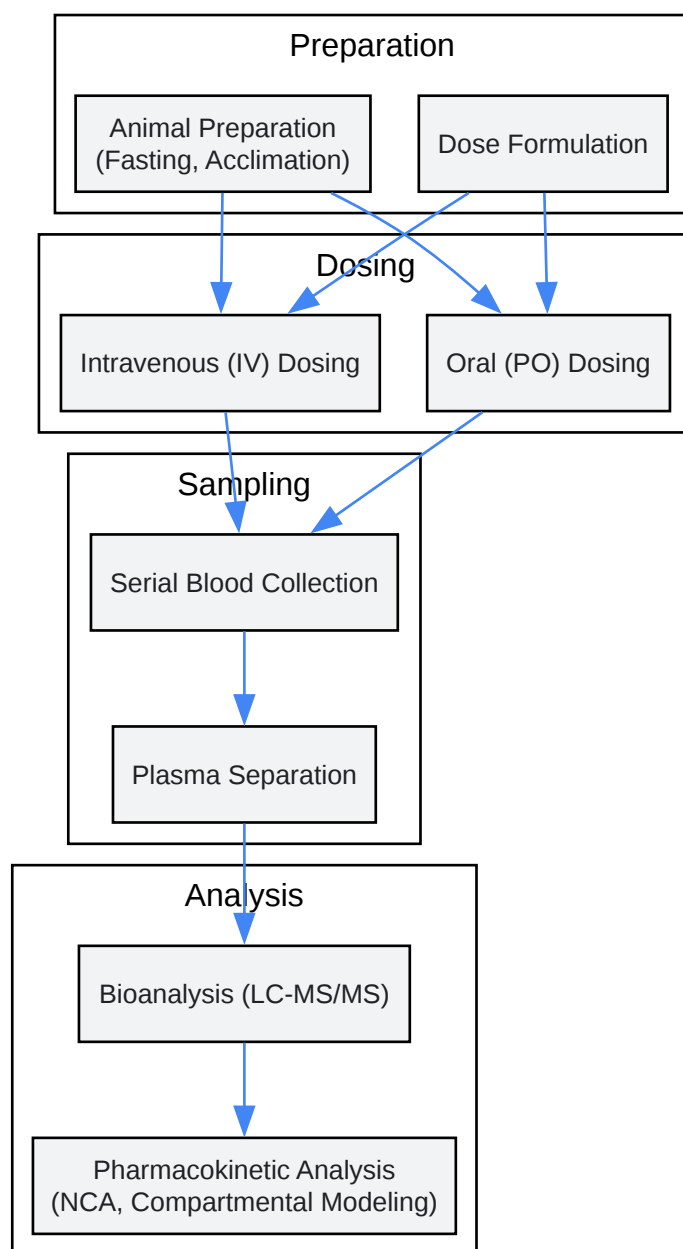 Preparation
Animal Preparation
(Fasting, Acclimation)
Dose Formulation
Dosing
Intravenous (IV) Dosing
Oral (PO) Dosing
Sampling
Serial Blood Collection
Plasma Separation
Analysis
Bioanalysis (LC-MS/MS)
Pharmacokinetic Analysis
(NCA, Compartmental Modeling)